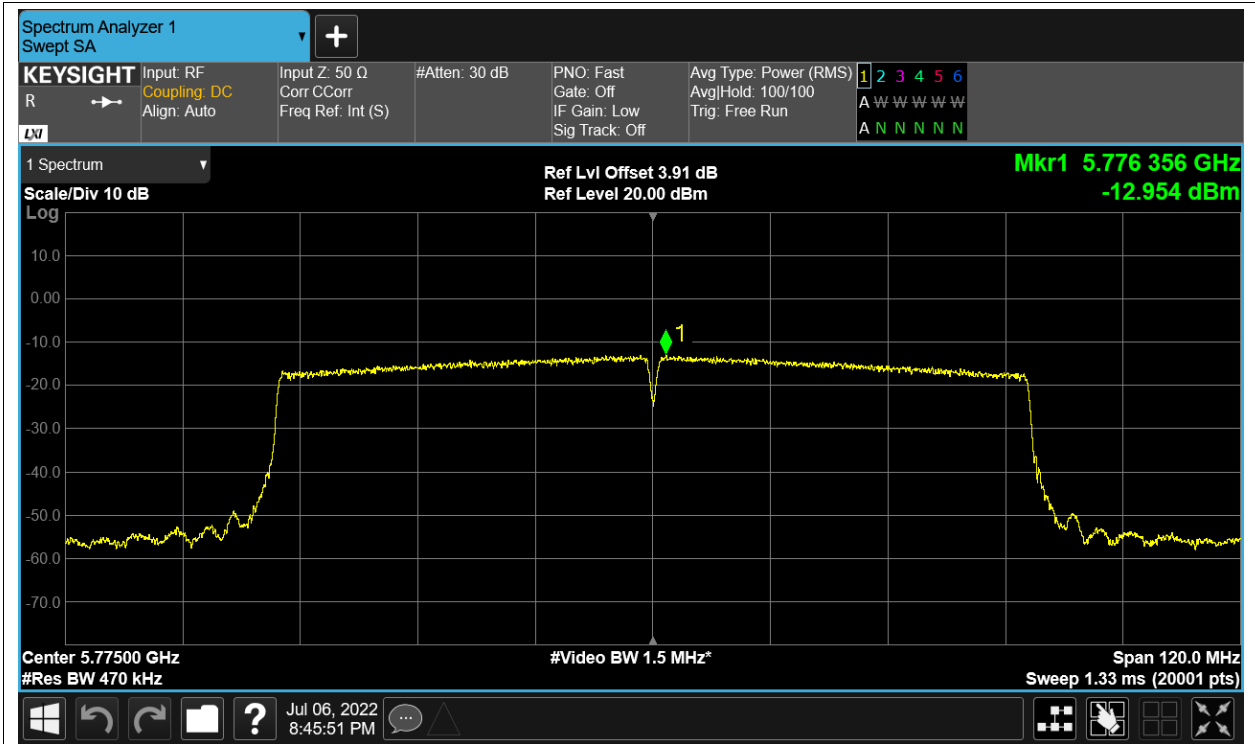 Spectrum Analyzer 1
Swept SA
+
KEYSIGHT
R
LXI
Input: RF
Coupling: DC
Align: Auto
Input Z: 50 Ω
Corr CCorr
Freq Ref: Int (S)
#Atten: 30 dB
PNO: Fast
Gate: Off
IF Gain: Low
Sig Track: Off
Avg Type: Power (RMS)
Avg|Hold: 100/100
Trig: Free Run
1 2 3 4 5 6
A W W W W W
A N N N N N
1 Spectrum
Scale/Div 10 dB
Log
Ref Lvl Offset 3.91 dB
Ref Level 20.00 dBm
Mkr1 5.776 356 GHz
-12.954 dBm
10.0
0.00
-10.0
-20.0
-30.0
-40.0
-50.0
-60.0
-70.0
1
Center 5.77500 GHz
#Res BW 470 kHz
#Video BW 1.5 MHz*
Span 120.0 MHz
Sweep 1.33 ms (20001 pts)
?
Jul 06, 2022
8:45:51 PM